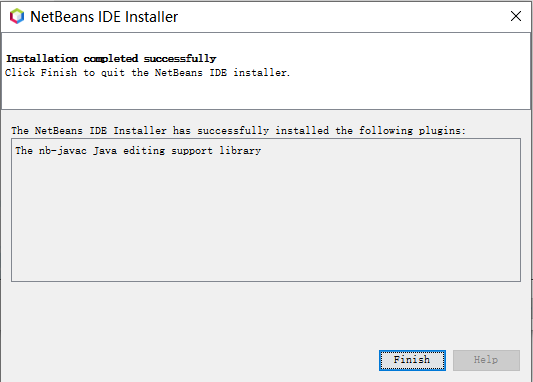 NetBeans IDE Installer
Installation completed successfully
Click Finish to quit the NetBeans IDE installer.
The NetBeans IDE Installer has successfully installed the following plugins:
The nb-javac Java editing support library
Finish Help